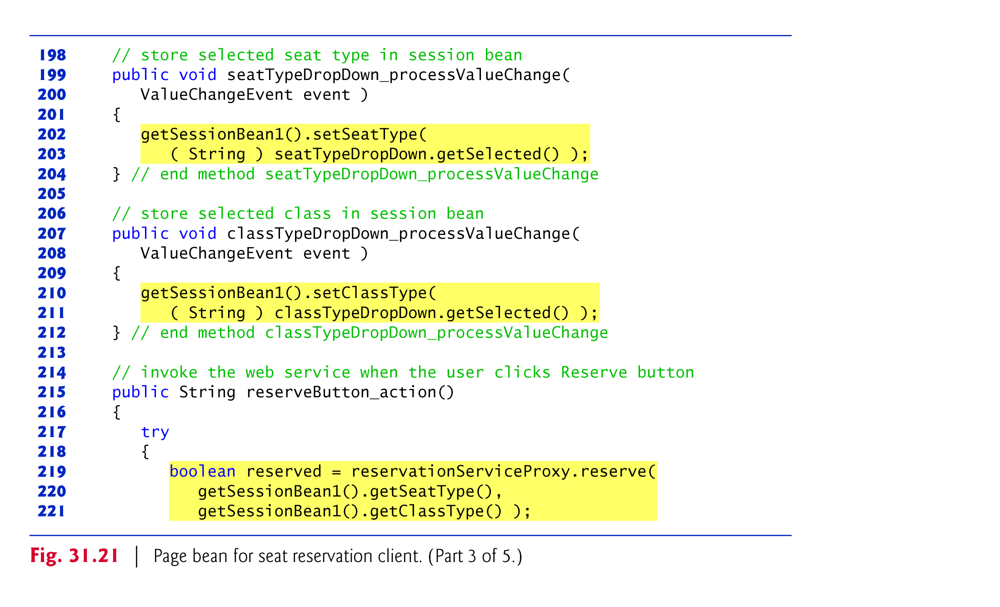 198 // store selected seat type in session bean
199 public void seatTypeDropDown_processValueChange(
200 ValueChangeEvent event )
201 {
202 getSessionBean1().setSeatType(
203 ( String ) seatTypeDropDown.getSelected() );
204 } // end method seatTypeDropDown_processValueChange
205
206 // store selected class in session bean
207 public void classTypeDropDown_processValueChange(
208 ValueChangeEvent event )
209 {
210 getSessionBean1().setClassType(
211 ( String ) classTypeDropDown.getSelected() );
212 } // end method classTypeDropDown_processValueChange
213
214 // invoke the web service when the user clicks Reserve button
215 public String reserveButton_action()
216 {
217 try
218 {
219 boolean reserved = reservationServiceProxy.reserve(
220 getSessionBean1().getSeatType(),
221 getSessionBean1().getClassType() );
Fig. 31.21 | Page bean for seat reservation client. (Part 3 of 5.)